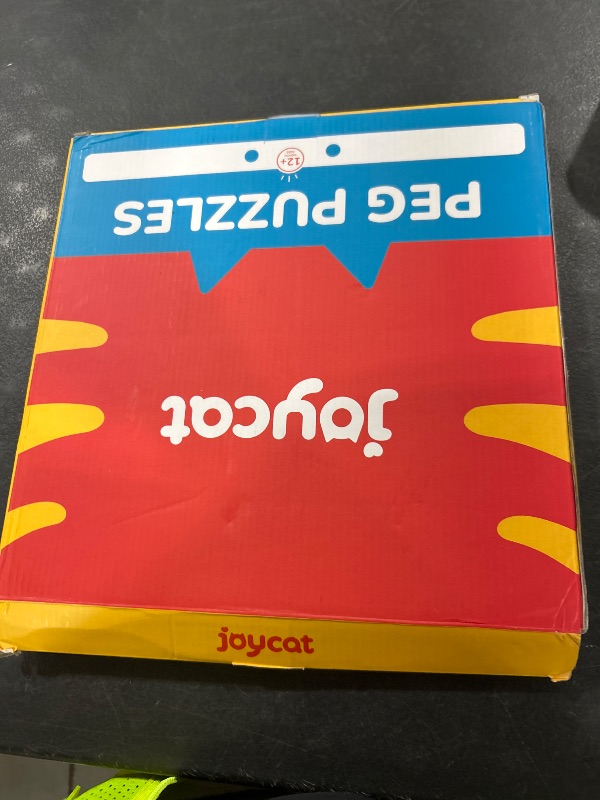 joycat
PEG PUZZLES
12+
joycat